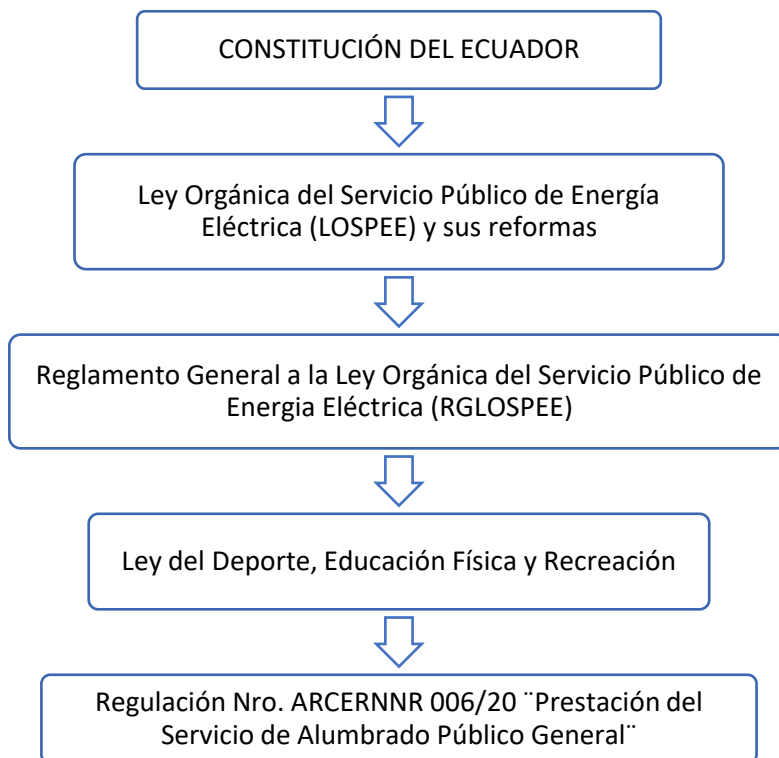 CONSTITUCIÓN DEL ECUADOR
Ley Orgánica del Servicio Público de Energía
Eléctrica (LOSPEE) y sus reformas
Reglamento General a la Ley Orgánica del Servicio Público de
Energia Eléctrica (RGLOSPEE)
Ley del Deporte, Educación Física y Recreación
Regulación Nro. ARCERNNR 006/20 ¨Prestación del
Servicio de Alumbrado Público General¨